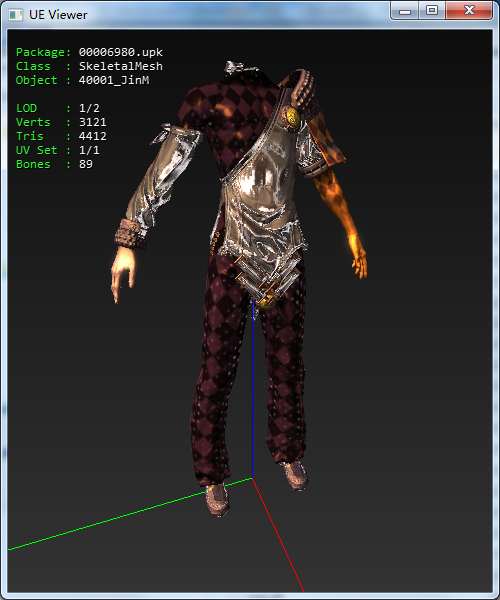 UE Viewer
Package: 00006980.upk
Class  : SkeletalMesh
Object : 40001_JinM
LOD    : 1/2
Verts  : 3121
Tris   : 4412
UV Set : 1/1
Bones  : 89